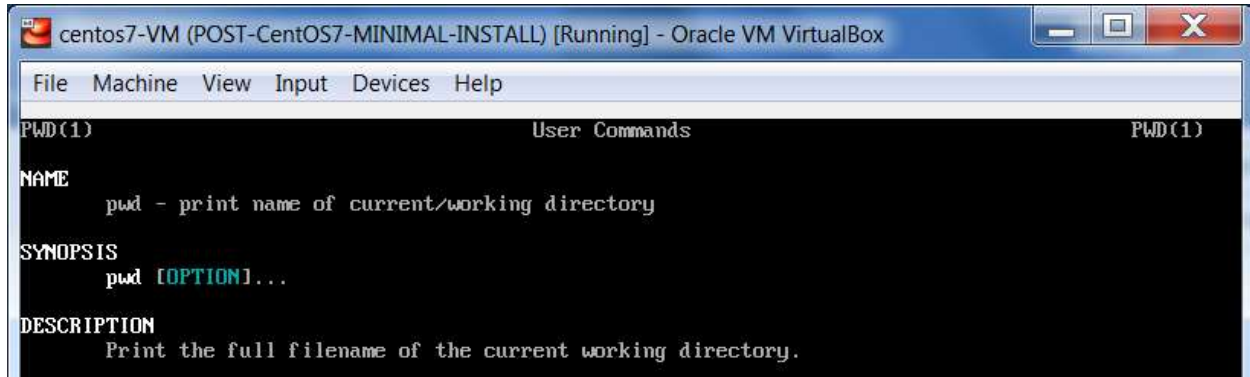 centos7-VM (POST-CentOS7-MINIMAL-INSTALL) [Running] - Oracle VM VirtualBox
File Machine View Input Devices Help
PWD(1) User Commands PWD(1)
NAME
pwd - print name of current/working directory
SYNOPSIS
pwd [OPTION]...
DESCRIPTION
Print the full filename of the current working directory.